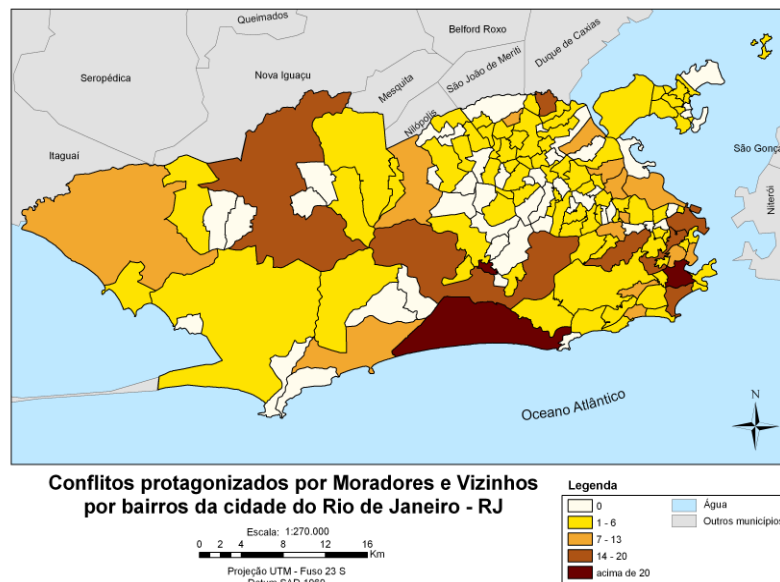 Queimados
Belford Roxo
Duque de Caxias
Seropédica
Nova Iguaçu
Mesquita
São João de Meriti
Nilópolis
Itaguaí
São Gonça
Niterói
Oceano Atlântico
N
Conflitos protagonizados por Moradores e Vizinhos
por bairros da cidade do Rio de Janeiro - RJ
Escala: 1:270.000
0 2 4 8 12 16
Km
Projeção UTM - Fuso 23 S
Datum SAD 1969
Legenda
0
1 - 6
7 - 13
14 - 20
acima de 20
Água
Outros municípios